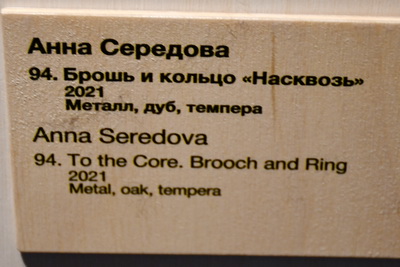 Анна Середова
94. Брошь и кольцо «Насквозь»
2021
Металл, дуб, темпера
Anna Seredova
94. To the Core. Brooch and Ring
2021
Metal, oak, tempera